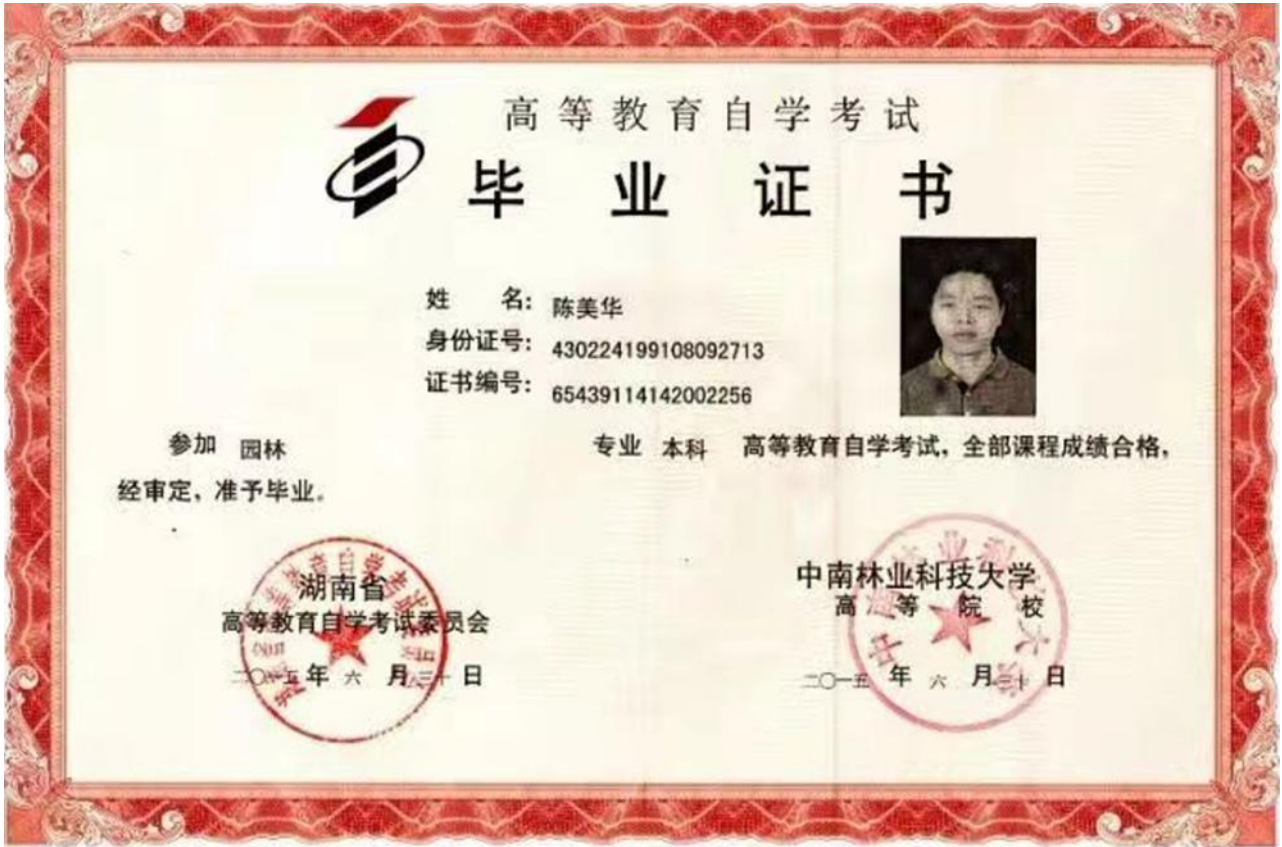 高等教育自学考试
毕业证书
姓 名： 陈美华
身份证号： 430224199108092713
证书编号： 65439114142002256
参加 园林 专业 本科 高等教育自学考试，全部课程成绩合格，
经审定，准予毕业。
湖南省
高等教育自学考试委员会
二〇一五 年 六 月 三十 日
中南林业科技大学
高等院校
二〇一五 年 六 月 三十 日